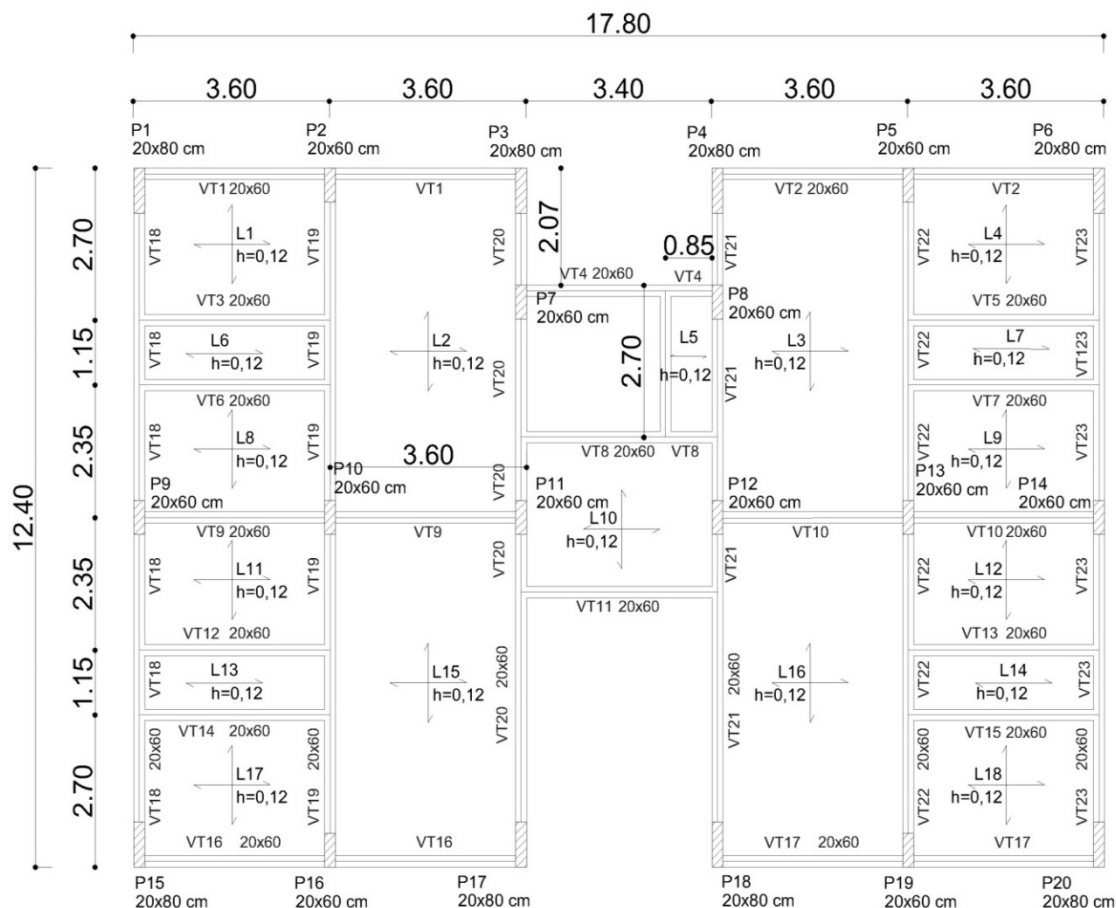 17.80
3.60 3.60 3.40 3.60 3.60
P1 P2 P3 P4 P5 P6
20x80 cm 20x60 cm 20x80 cm 20x80 cm 20x60 cm 20x80 cm
VT1 20x60 VT1 VT2 20x60 VT2
2.70 VT18 L1 VT19 VT20 2.07 VT21 VT22 L4 VT23
h=0,12 h=0,12
0.85
VT3 20x60 VT4 20x60 VT4 VT5 20x60
P7 P8
20x60 cm 20x60 cm
1.15 VT18 L6 VT19 L2 VT20 2.70 L5 VT21 L3 VT22 L7 VT123
h=0,12 h=0,12 h=0,12 h=0,12 h=0,12
VT6 20x60 VT7 20x60
2.35 VT18 L8 VT19 VT22 L9 VT23
h=0,12 h=0,12
VT8 20x60 VT8
3.60
P9 P10 VT20 P11 P12 P13 P14
20x60 cm 20x60 cm 20x60 cm 20x60 cm 20x60 cm 20x60 cm
12.40
L10
h=0,12
VT9 20x60 VT9 VT10 VT10 20x60
2.35 VT18 L11 VT19 VT20 VT21 VT22 L12 VT23
h=0,12 h=0,12
VT11 20x60
VT12 20x60 VT13 20x60
1.15 VT18 L13 VT19 L15 20x60 20x60 L16 VT22 L14 VT23
h=0,12 h=0,12 h=0,12 h=0,12
VT14 20x60 VT20 VT21 VT15 20x60
20x60 20x60 20x60 20x60
2.70 VT18 L17 VT19 VT22 L18 VT23
h=0,12 h=0,12
VT16 20x60 VT16 VT17 20x60 VT17
P15 P16 P17 P18 P19 P20
20x80 cm 20x60 cm 20x80 cm 20x80 cm 20x60 cm 20x80 cm